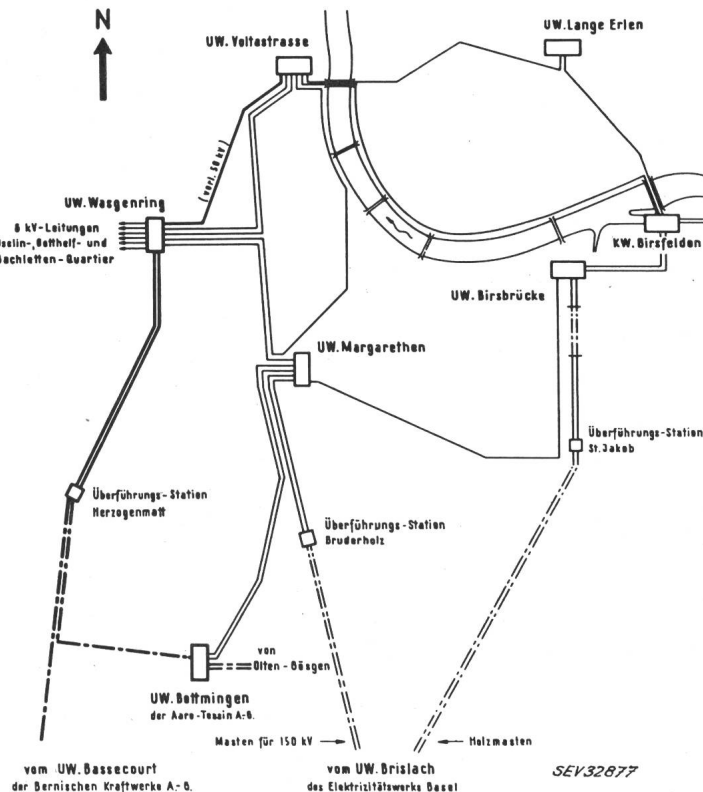 N
UW. Voltastrasse
UW. Lange Erlen
(vorl. 50 kV)
UW. Wasgenring
6 kV-Leitungen
Iselin-, Gotthelf- und
Bachletten-Quartier
KW. Birsfelden
UW. Birsbrücke
UW. Margarethen
Überführungs-Station
St. Jakob
Überführungs-Station
Herzogenmatt
Überführungs-Station
Bruderholz
von
Olten-Gösgen
UW. Bottmingen
der Aare-Tessin A.-G.
Masten für 150 kV
Holzmasten
vom UW. Bassecourt
der Bernischen Kraftwerke A.-G.
vom UW. Brislach
des Elektrizitätswerks Basel
SEV32877